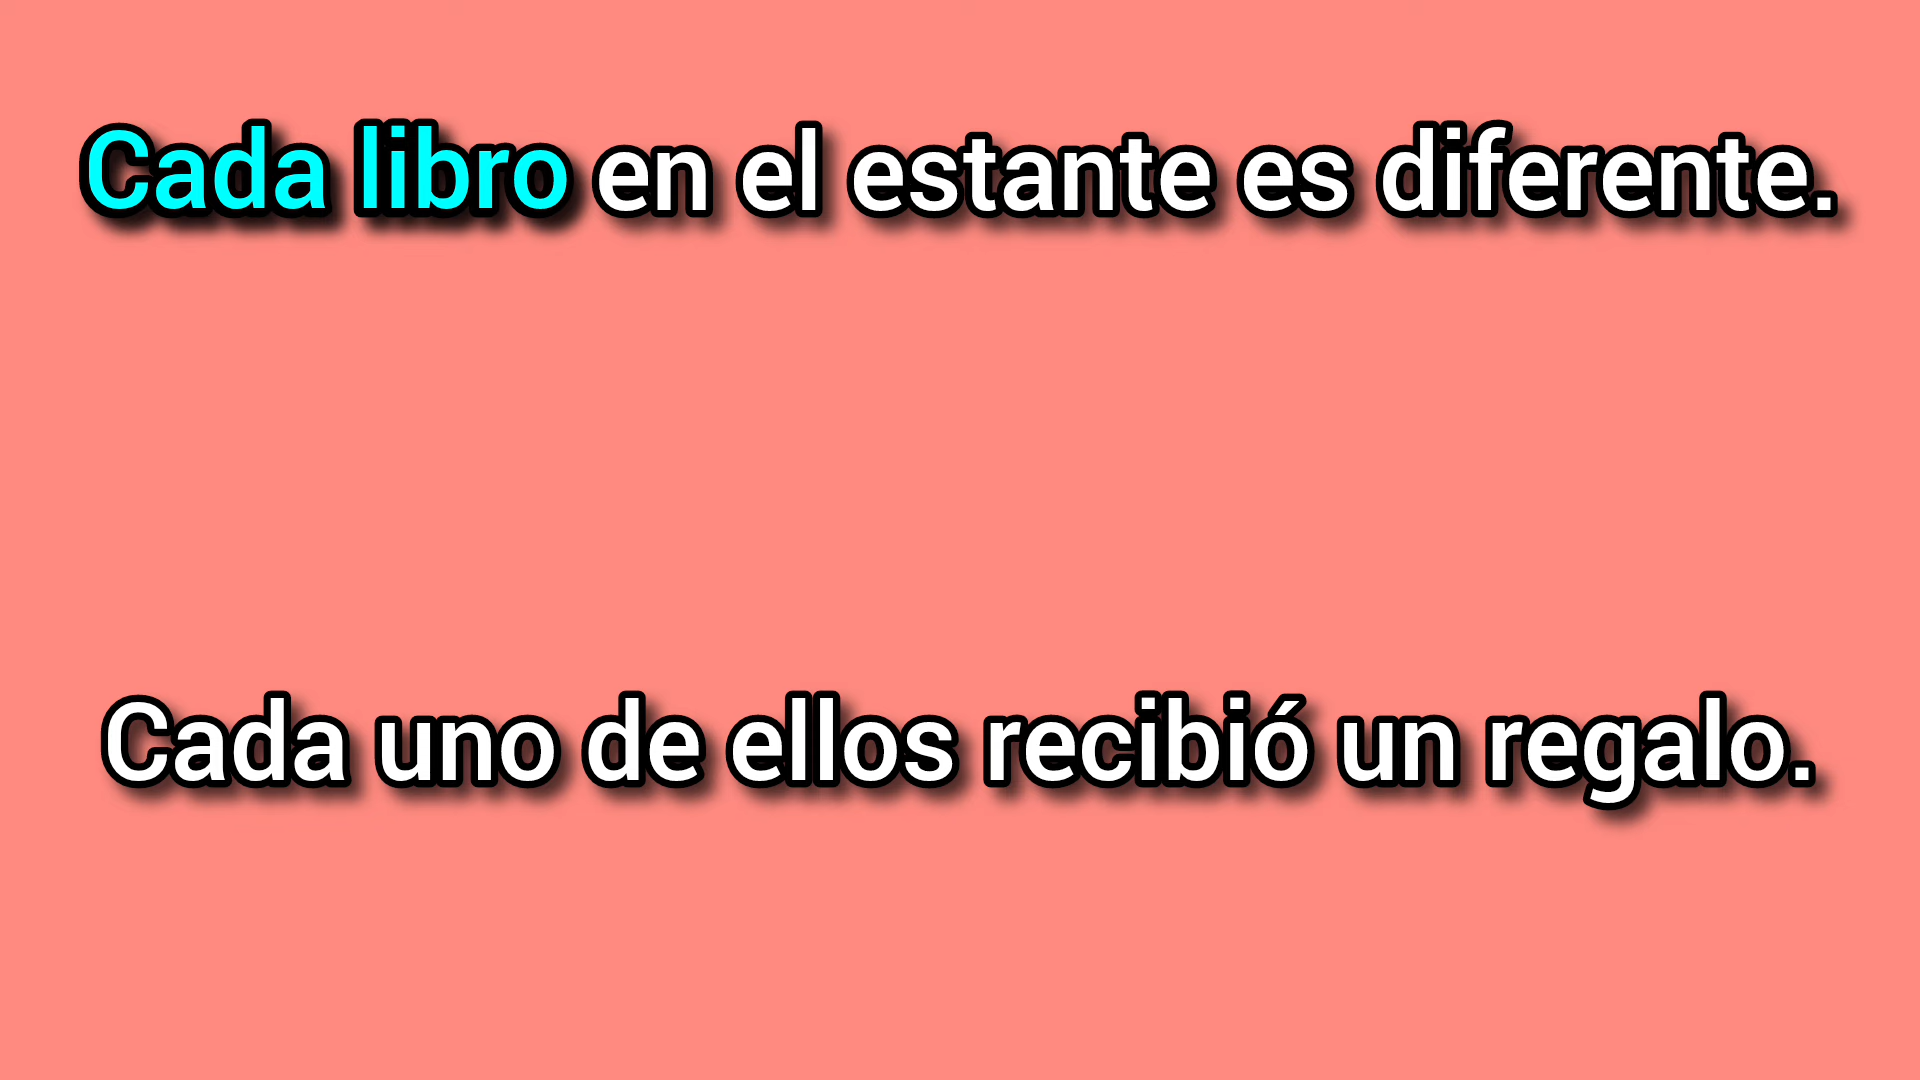 Cada libro en el estante es diferente.
Cada uno de ellos recibió un regalo.